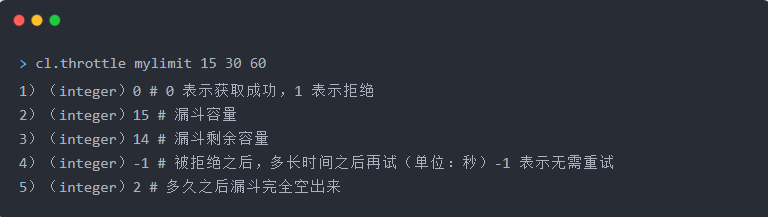 > cl.throttle mylimit 15 30 60
1）（integer）0 # 0 表示获取成功，1 表示拒绝
2）（integer）15 # 漏斗容量
3）（integer）14 # 漏斗剩余容量
4）（integer）-1 # 被拒绝之后，多长时间之后再试（单位：秒）-1 表示无需重试
5）（integer）2 # 多久之后漏斗完全空出来